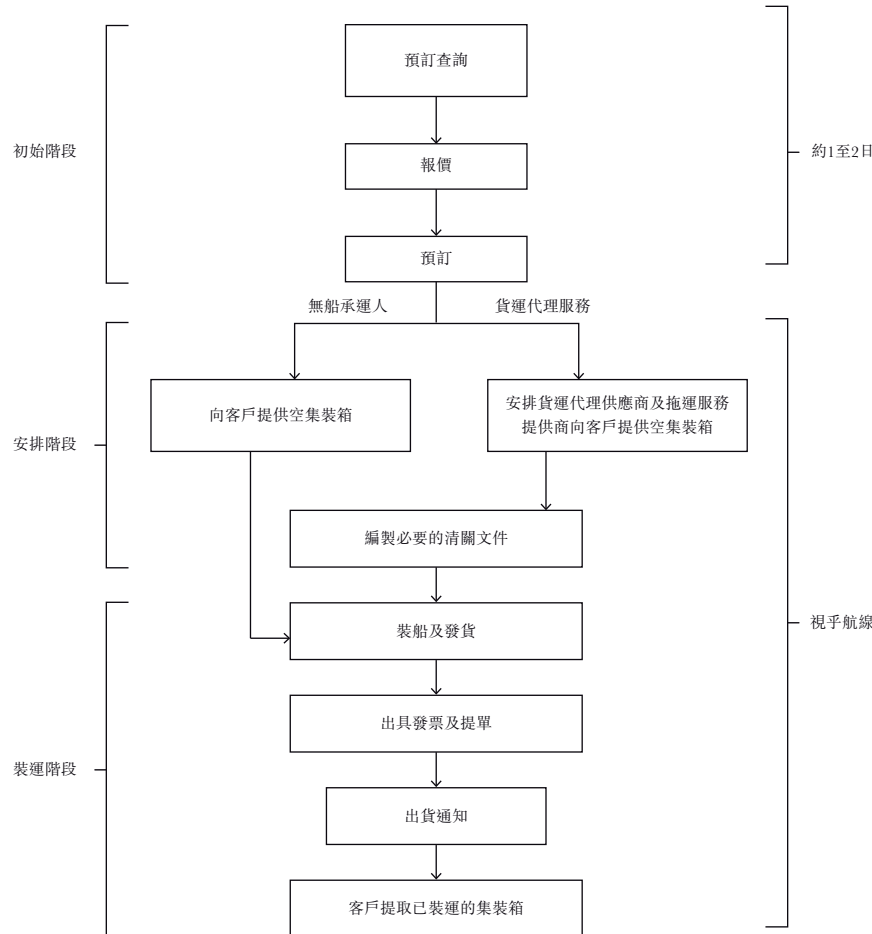 預訂查詢
初始階段
約1至2日
報價
預訂
無船承運人
貨運代理服務
向客戶提供空集裝箱
安排貨運代理供應商及拖運服務
提供商向客戶提供空集裝箱
安排階段
編製必要的清關文件
裝船及發貨
視乎航線
出具發票及提單
裝運階段
出貨通知
客戶提取已裝運的集裝箱